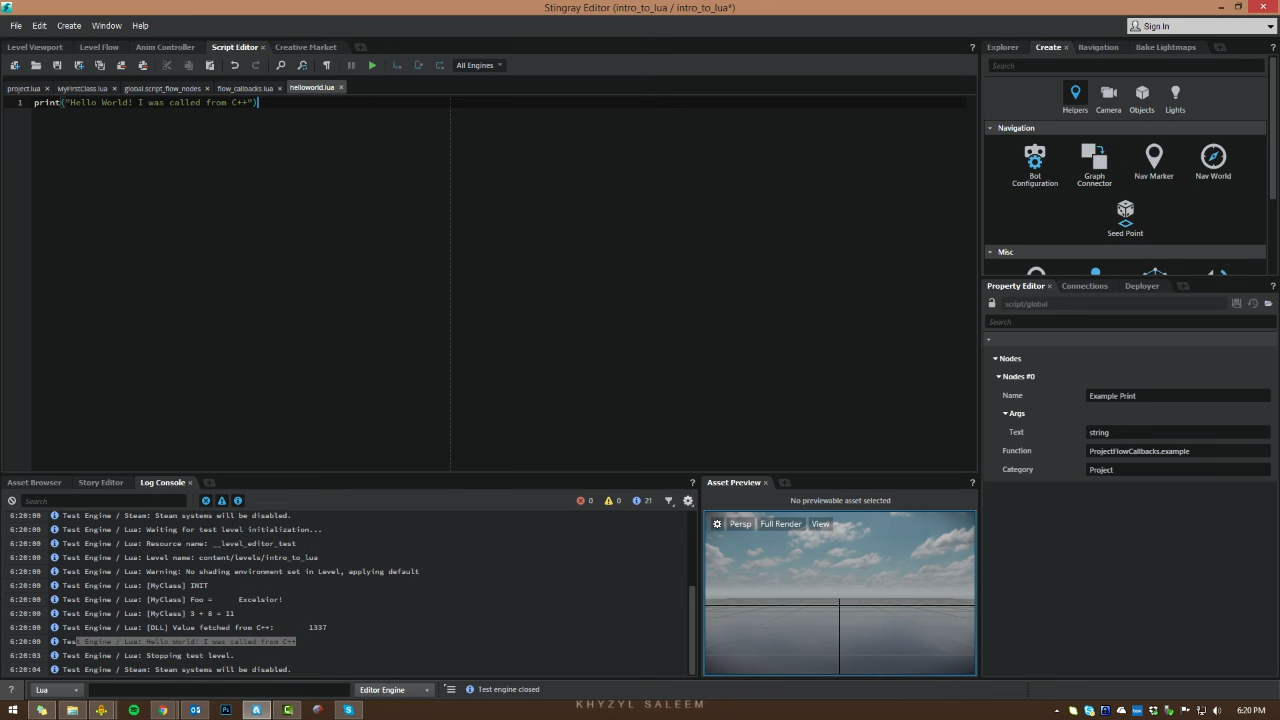 Stingray Editor (intro_to_lua / intro_to_lua*)
File Edit Create Window Help
Sign In
Level Viewport Level Flow Anim Controller Script Editor Creative Market
Explorer Create Navigation Bake Lightmaps
All Engines
Search
project.lua MyFirstClass.lua global.script_flow_nodes flow_callbacks.lua helloworld.lua
1 print("Hello World! I was called from C++")
Helpers Camera Objects Lights
Navigation
Bot Configuration
Graph Connector
Nav Marker
Nav World
Seed Point
Misc
Property Editor Connections Deployer
script/global
Search
Nodes
Nodes #0
Name Example Print
Args
Text string
Function ProjectFlowCallbacks.example
Category Project
Asset Browser Story Editor Log Console
Search
0 0 21
6:20:00 Test Engine / Steam: Steam systems will be disabled.
6:20:00 Test Engine / Lua: Waiting for test level initialization...
6:20:00 Test Engine / Lua: Resource name: __level_editor_test
6:20:00 Test Engine / Lua: Level name: content/levels/intro_to_lua
6:20:00 Test Engine / Lua: Warning: No shading environment set in Level, applying default
6:20:00 Test Engine / Lua: [MyClass] INIT
6:20:00 Test Engine / Lua: [MyClass] Foo = Excelsior!
6:20:00 Test Engine / Lua: [MyClass] 3 + 8 = 11
6:20:00 Test Engine / Lua: [DLL] Value fetched from C++: 1337
6:20:00 Test Engine / Lua: Hello World! I was called from C++
6:20:03 Test Engine / Lua: Stopping test level.
6:20:04 Test Engine / Steam: Steam systems will be disabled.
Asset Preview
No previewable asset selected
Persp Full Render View
Lua
Editor Engine
Test engine closed
KHYZYL SALEEM
6:20 PM